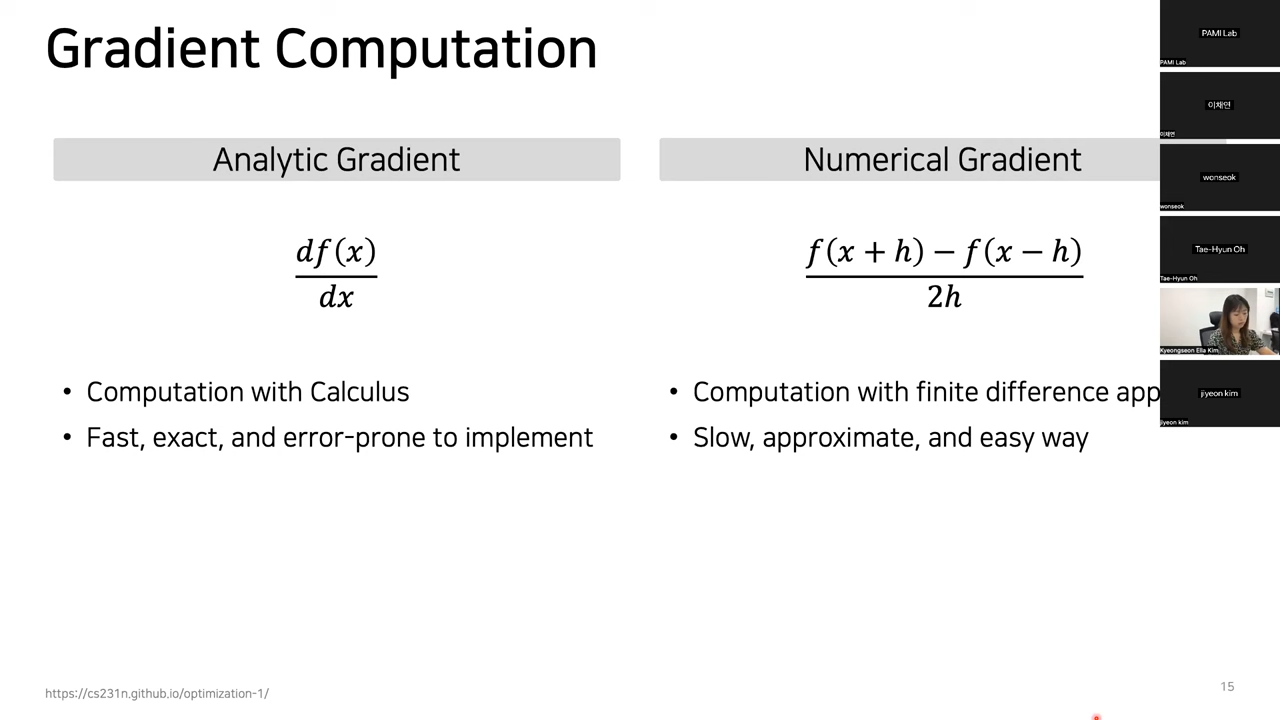 Gradient Computation
Analytic Gradient
Numerical Gradient
df(x)
dx
f(x + h) − f(x − h)
2h
• Computation with Calculus
• Fast, exact, and error-prone to implement
• Computation with finite difference app
• Slow, approximate, and easy way
https://cs231n.github.io/optimization-1/
15
PAMI Lab
PAMI Lab
이채연
이채연
wonseok
wonseok
Tae-Hyun Oh
Tae-Hyun Oh
Kyeongseon Ella Kim
jiyeon kim
jiyeon kim